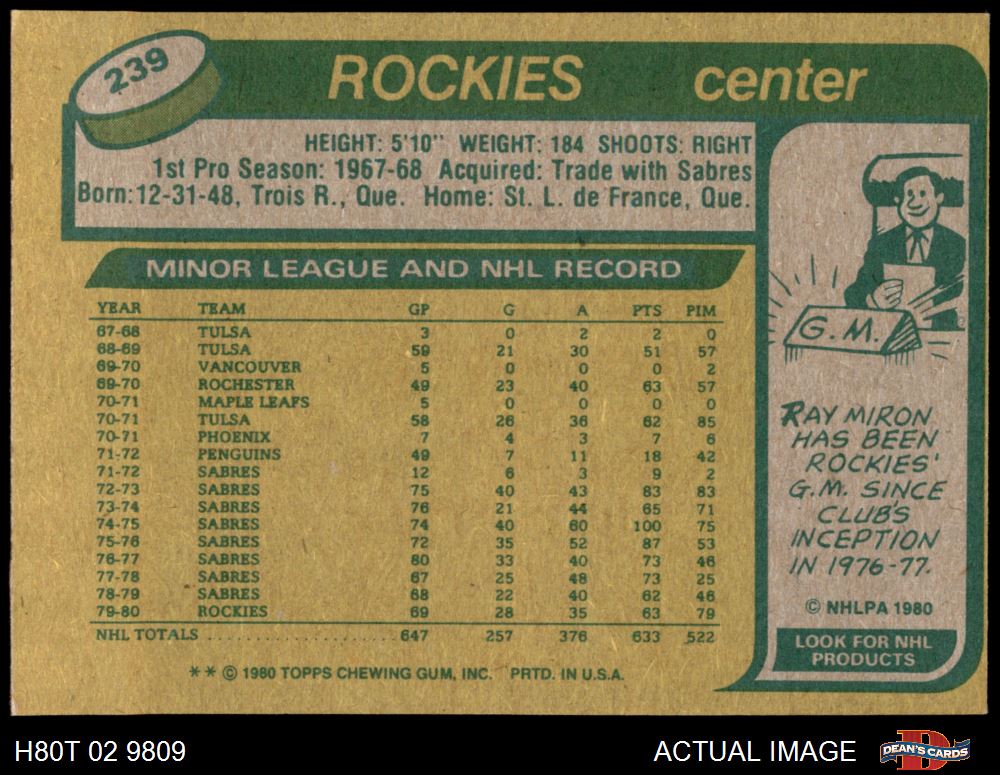 239
ROCKIES center
HEIGHT: 5'10" WEIGHT: 184 SHOOTS: RIGHT
1st Pro Season: 1967-68 Acquired: Trade with Sabres
Born:12-31-48, Trois R., Que. Home: St. L. de France, Que.
MINOR LEAGUE AND NHL RECORD
YEAR TEAM GP G A PTS PIM
67-68 TULSA 3 0 2 2 0
68-69 TULSA 59 21 30 51 57
69-70 VANCOUVER 5 0 0 0 2
69-70 ROCHESTER 49 23 40 63 57
70-71 MAPLE LEAFS 5 0 0 0 0
70-71 TULSA 58 26 36 62 85
70-71 PHOENIX 7 4 3 7 6
71-72 PENGUINS 49 7 11 18 42
71-72 SABRES 12 6 3 9 2
72-73 SABRES 75 40 43 83 83
73-74 SABRES 76 21 44 65 71
74-75 SABRES 74 40 60 100 75
75-76 SABRES 72 35 52 87 53
76-77 SABRES 80 33 40 73 46
77-78 SABRES 67 25 48 73 25
78-79 SABRES 68 22 40 62 46
79-80 ROCKIES 69 28 35 63 79
NHL TOTALS ..................... 647 257 376 633 522
** © 1980 TOPPS CHEWING GUM, INC. PRTD. IN U.S.A.
G.M.
RAY MIRON
HAS BEEN
ROCKIES'
G.M. SINCE
CLUB'S
INCEPTION
IN 1976-77.
© NHLPA 1980
LOOK FOR NHL
PRODUCTS
H80T 02 9809 ACTUAL IMAGE DEAN'S CARDS